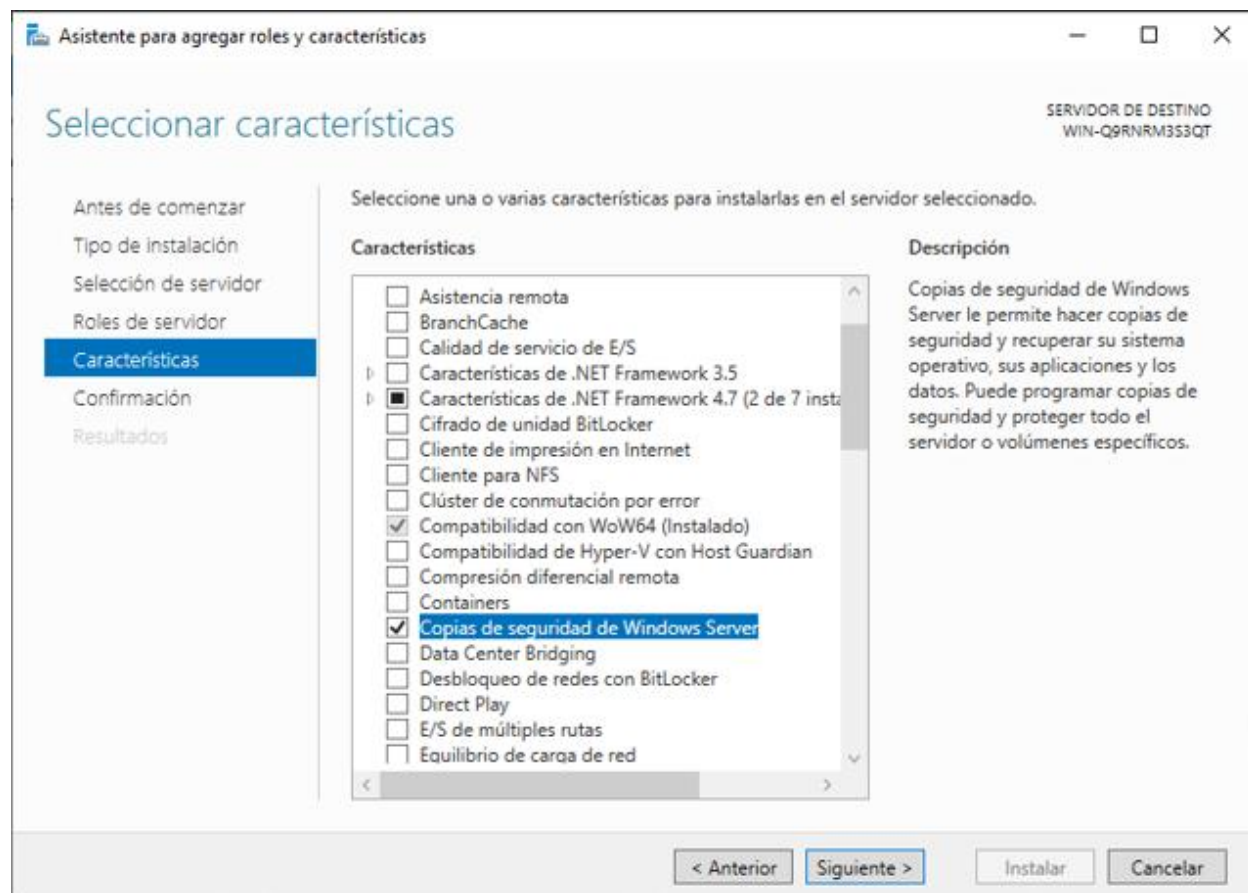 Asistente para agregar roles y características
Seleccionar características
SERVIDOR DE DESTINO
WIN-Q9RNRM3S3QT
Antes de comenzar
Tipo de instalación
Selección de servidor
Roles de servidor
Características
Confirmación
Resultados
Seleccione una o varias características para instalarlas en el servidor seleccionado.
Características
Asistencia remota
BranchCache
Calidad de servicio de E/S
Características de .NET Framework 3.5
Características de .NET Framework 4.7 (2 de 7 insta
Cifrado de unidad BitLocker
Cliente de impresión en Internet
Cliente para NFS
Clúster de conmutación por error
Compatibilidad con WoW64 (Instalado)
Compatibilidad de Hyper-V con Host Guardian
Compresión diferencial remota
Containers
Copias de seguridad de Windows Server
Data Center Bridging
Desbloqueo de redes con BitLocker
Direct Play
E/S de múltiples rutas
Equilibrio de carga de red
Descripción
Copias de seguridad de Windows
Server le permite hacer copias de
seguridad y recuperar su sistema
operativo, sus aplicaciones y los
datos. Puede programar copias de
seguridad y proteger todo el
servidor o volúmenes específicos.
< Anterior
Siguiente >
Instalar
Cancelar